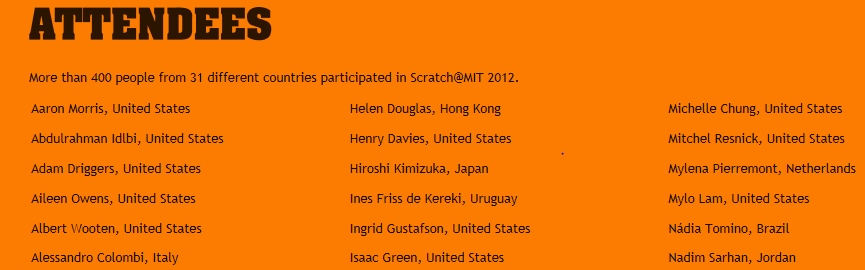 ATTENDEES
More than 400 people from 31 different countries participated in Scratch@MIT 2012.
Aaron Morris, United States
Abdulrahman Idlbi, United States
Adam Driggers, United States
Aileen Owens, United States
Albert Wooten, United States
Alessandro Colombi, Italy
Helen Douglas, Hong Kong
Henry Davies, United States
Hiroshi Kimizuka, Japan
Ines Friss de Kereki, Uruguay
Ingrid Gustafson, United States
Isaac Green, United States
Michelle Chung, United States
Mitchel Resnick, United States
Mylena Pierremont, Netherlands
Mylo Lam, United States
Nádia Tomino, Brazil
Nadim Sarhan, Jordan